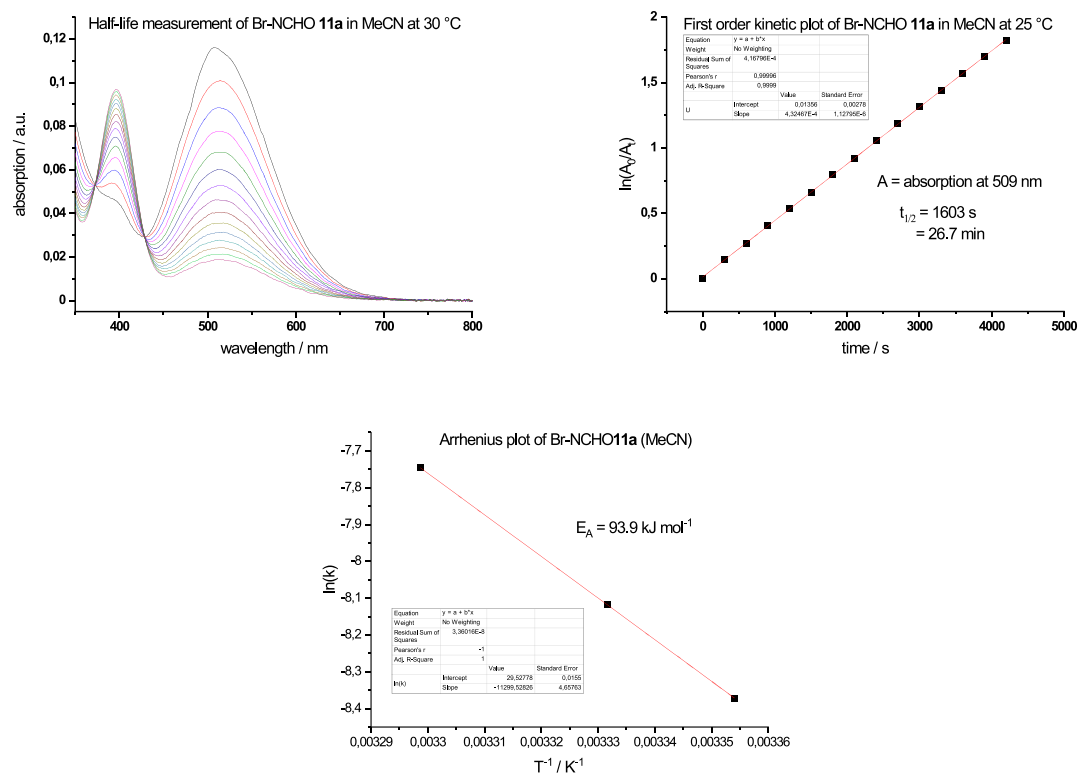 Half-life measurement of Br-NCHO 11a in MeCN at 30 °C
0,12
0,1
0,08
0,06
0,04
0,02
0
absorption / a.u.
400 500 600 700 800
wavelength / nm
First order kinetic plot of Br-NCHO 11a in MeCN at 25 °C
2
1,5
1
0,5
0
ln(A0/At)
Equation y = a + b*x
Weight No Weighting
Residual Sum of Squares 4,16796E-4
Pearson's r 0,99996
Adj. R-Square 0,9999
Value Standard Error
U Intercept 0,01356 0,00278
Slope 4,32467E-4 1,12795E-6
A = absorption at 509 nm
t1/2 = 1603 s
= 26.7 min
0 1000 2000 3000 4000 5000
time / s
Arrhenius plot of Br-NCHO11a (MeCN)
-7,7
-7,8
-7,9
-8
-8,1
-8,2
-8,3
-8,4
ln(k)
EA = 93.9 kJ mol-1
Equation y = a + b*x
Weight No Weighting
Residual Sum of Squares 3,36016E-8
Pearson's r -1
Adj. R-Square 1
Value Standard Error
ln(k) Intercept 29,52778 0,0155
Slope -11299,52826 4,65763
0,00329 0,0033 0,00331 0,00332 0,00333 0,00334 0,00335 0,00336
T-1 / K-1